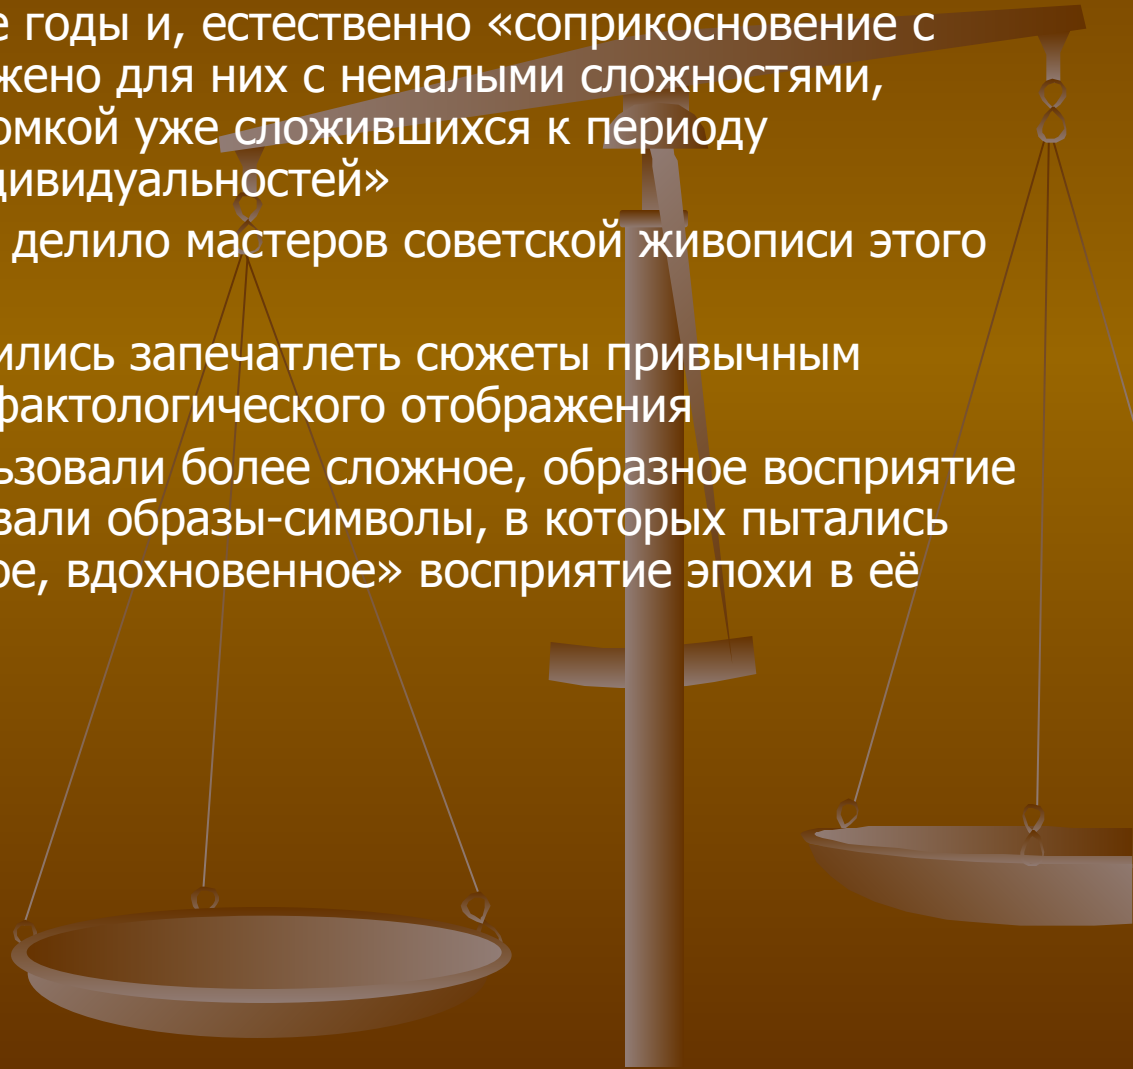 е годы и, естественно «соприкосновение с
жено для них с немалыми сложностями,
омкой уже сложившихся к периоду
дивидуальностей»
делило мастеров советской живописи этого
ились запечатлеть сюжеты привычным
фактологического отображения
ьзовали более сложное, образное восприятие
вали образы-символы, в которых пытались
ое, вдохновенное» восприятие эпохи в её